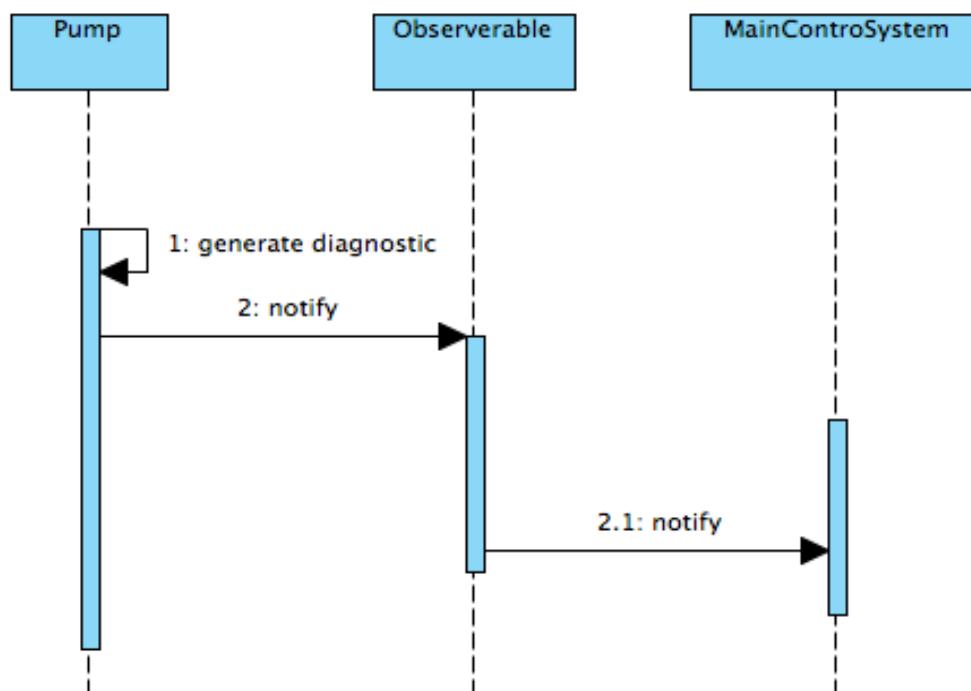 Pump
Observerable
MainControSystem
1: generate diagnostic
2: notify
2.1: notify